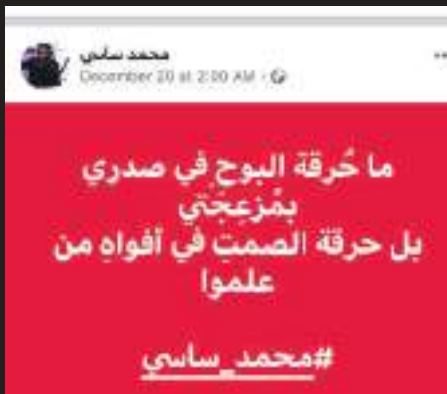 محمد ساسي
December 20 at 2:00 AM ·
ما حُرقة البوحِ في صدري
بمُزعِجَتي
بل حرقة الصمتِ في أفواهِ من
علموا
#محمد_ساسي